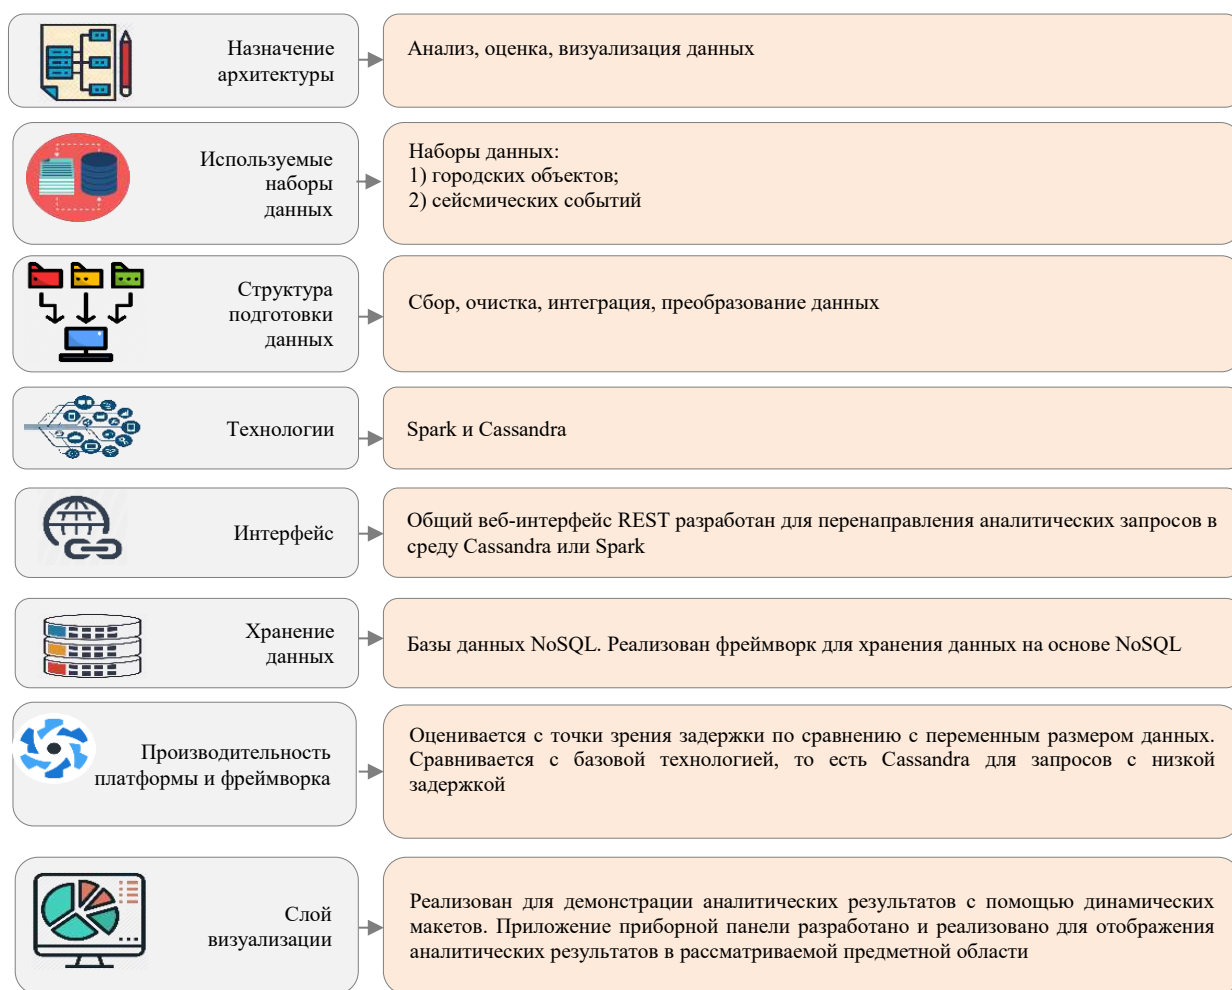 Назначение
архитектуры
Анализ, оценка, визуализация данных
Используемые
наборы
данных
Наборы данных:
1) городских объектов;
2) сейсмических событий
Структура
подготовки
данных
Сбор, очистка, интеграция, преобразование данных
Технологии
Spark и Cassandra
Интерфейс
Общий веб-интерфейс REST разработан для перенаправления аналитических запросов в
среду Cassandra или Spark
Хранение
данных
Базы данных NoSQL. Реализован фреймворк для хранения данных на основе NoSQL
Производительность
платформы и фреймворка
Оценивается с точки зрения задержки по сравнению с переменным размером данных.
Сравнивается с базовой технологией, то есть Cassandra для запросов с низкой
задержкой
Слой
визуализации
Реализован для демонстрации аналитических результатов с помощью динамических
макетов. Приложение приборной панели разработано и реализовано для отображения
аналитических результатов в рассматриваемой предметной области